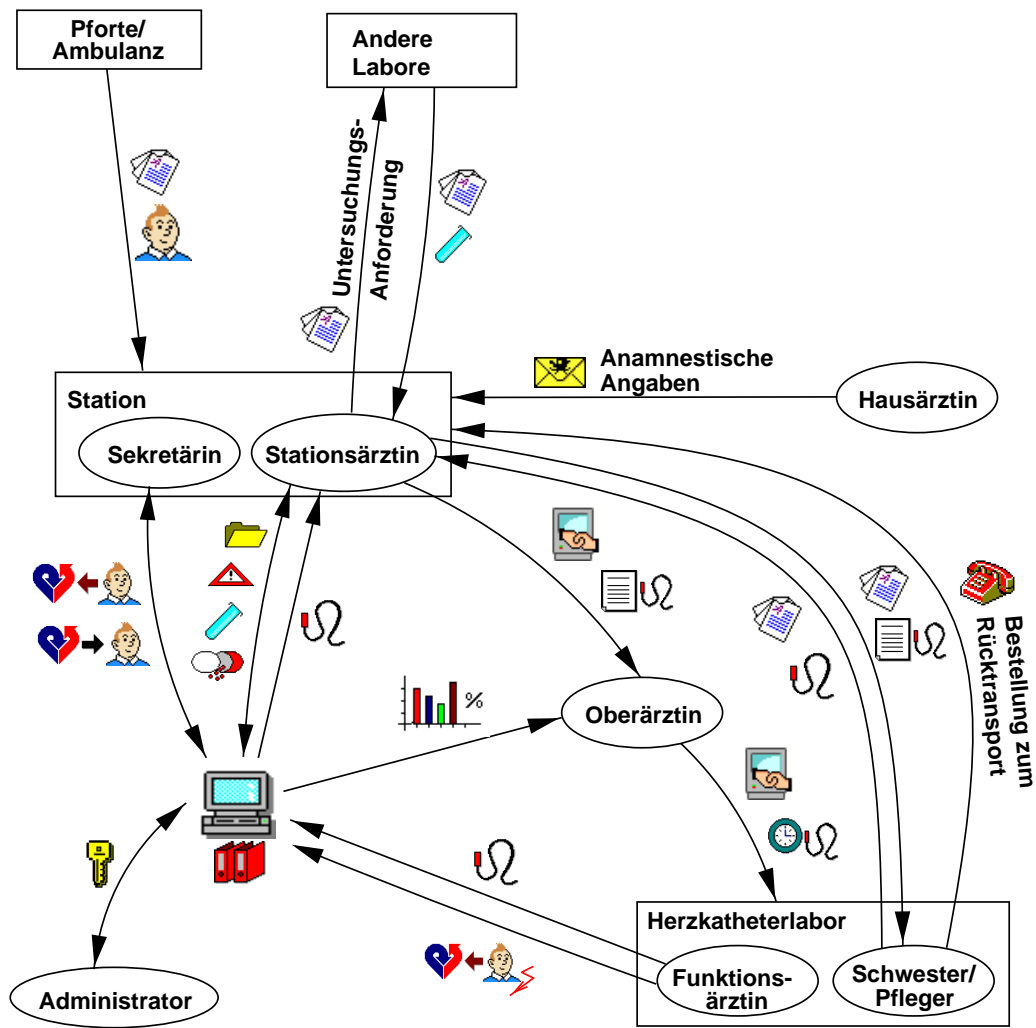 Pforte/
Ambulanz
Andere
Labore
Untersuchungs-
Anforderung
Anamnestische
Angaben
Hausärztin
Station
Sekretärin
Stationsärztin
%
Oberärztin
Bestellung zum
Rücktransport
Herzkatheterlabor
Funktions-
ärztin
Schwester/
Pfleger
Administrator